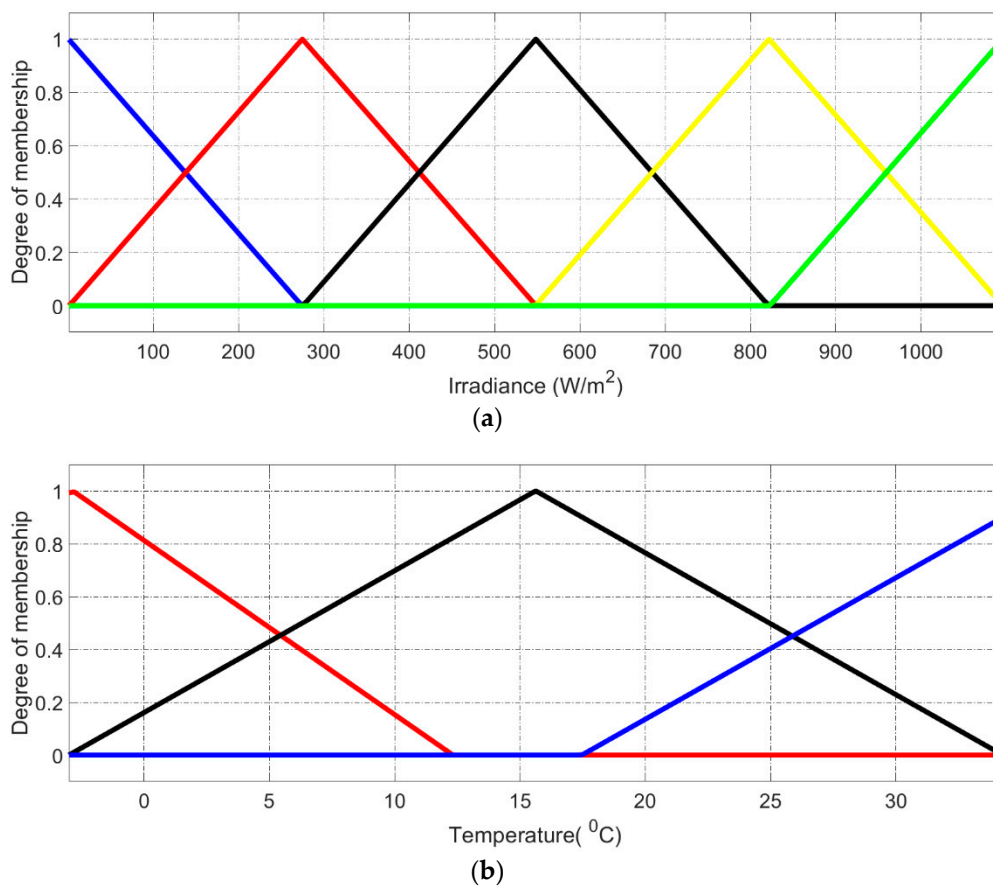 Degree of membership
1
0.8
0.6
0.4
0.2
0
100 200 300 400 500 600 700 800 900 1000
Irradiance (W/m²)
(a)
Degree of membership
1
0.8
0.6
0.4
0.2
0
0 5 10 15 20 25 30
Temperature( ⁰C)
(b)